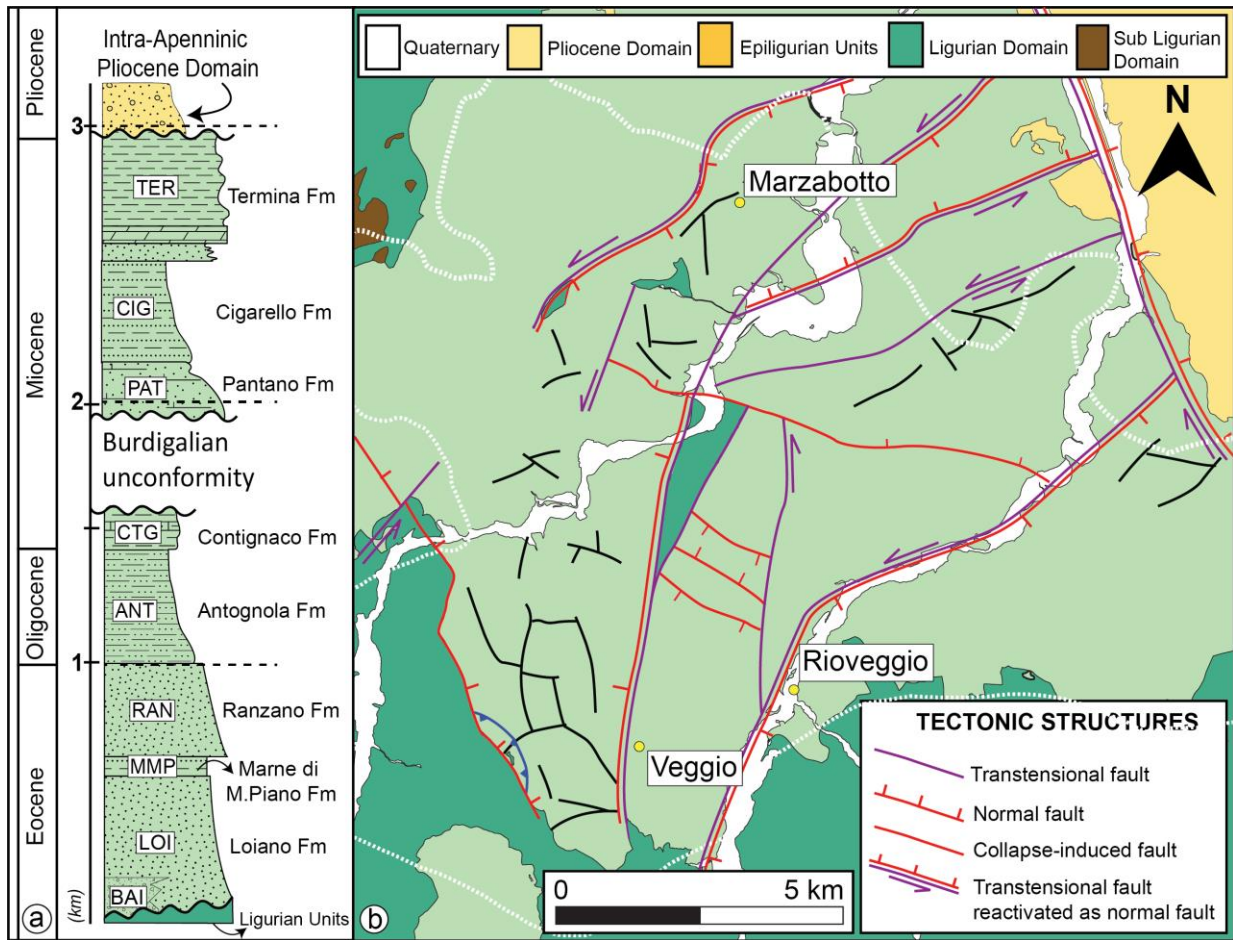 Intra-Apenninic
Pliocene Domain
Pliocene
Miocene
Oligocene
Eocene
3
2
1
(km)
TER
Termina Fm
CIG
Cigarello Fm
PAT
Pantano Fm
Burdigalian
unconformity
CTG
Contignaco Fm
ANT
Antognola Fm
RAN
Ranzano Fm
MMP
Marne di
M.Piano Fm
LOI
Loiano Fm
BAI
Ligurian Units
a
Quaternary
Pliocene Domain
Epiligurian Units
Ligurian Domain
Sub Ligurian
Domain
N
Marzabotto
Rioveggio
Veggio
0 5 km
b
TECTONIC STRUCTURES
Transtensional fault
Normal fault
Collapse-induced fault
Transtensional fault
reactivated as normal fault